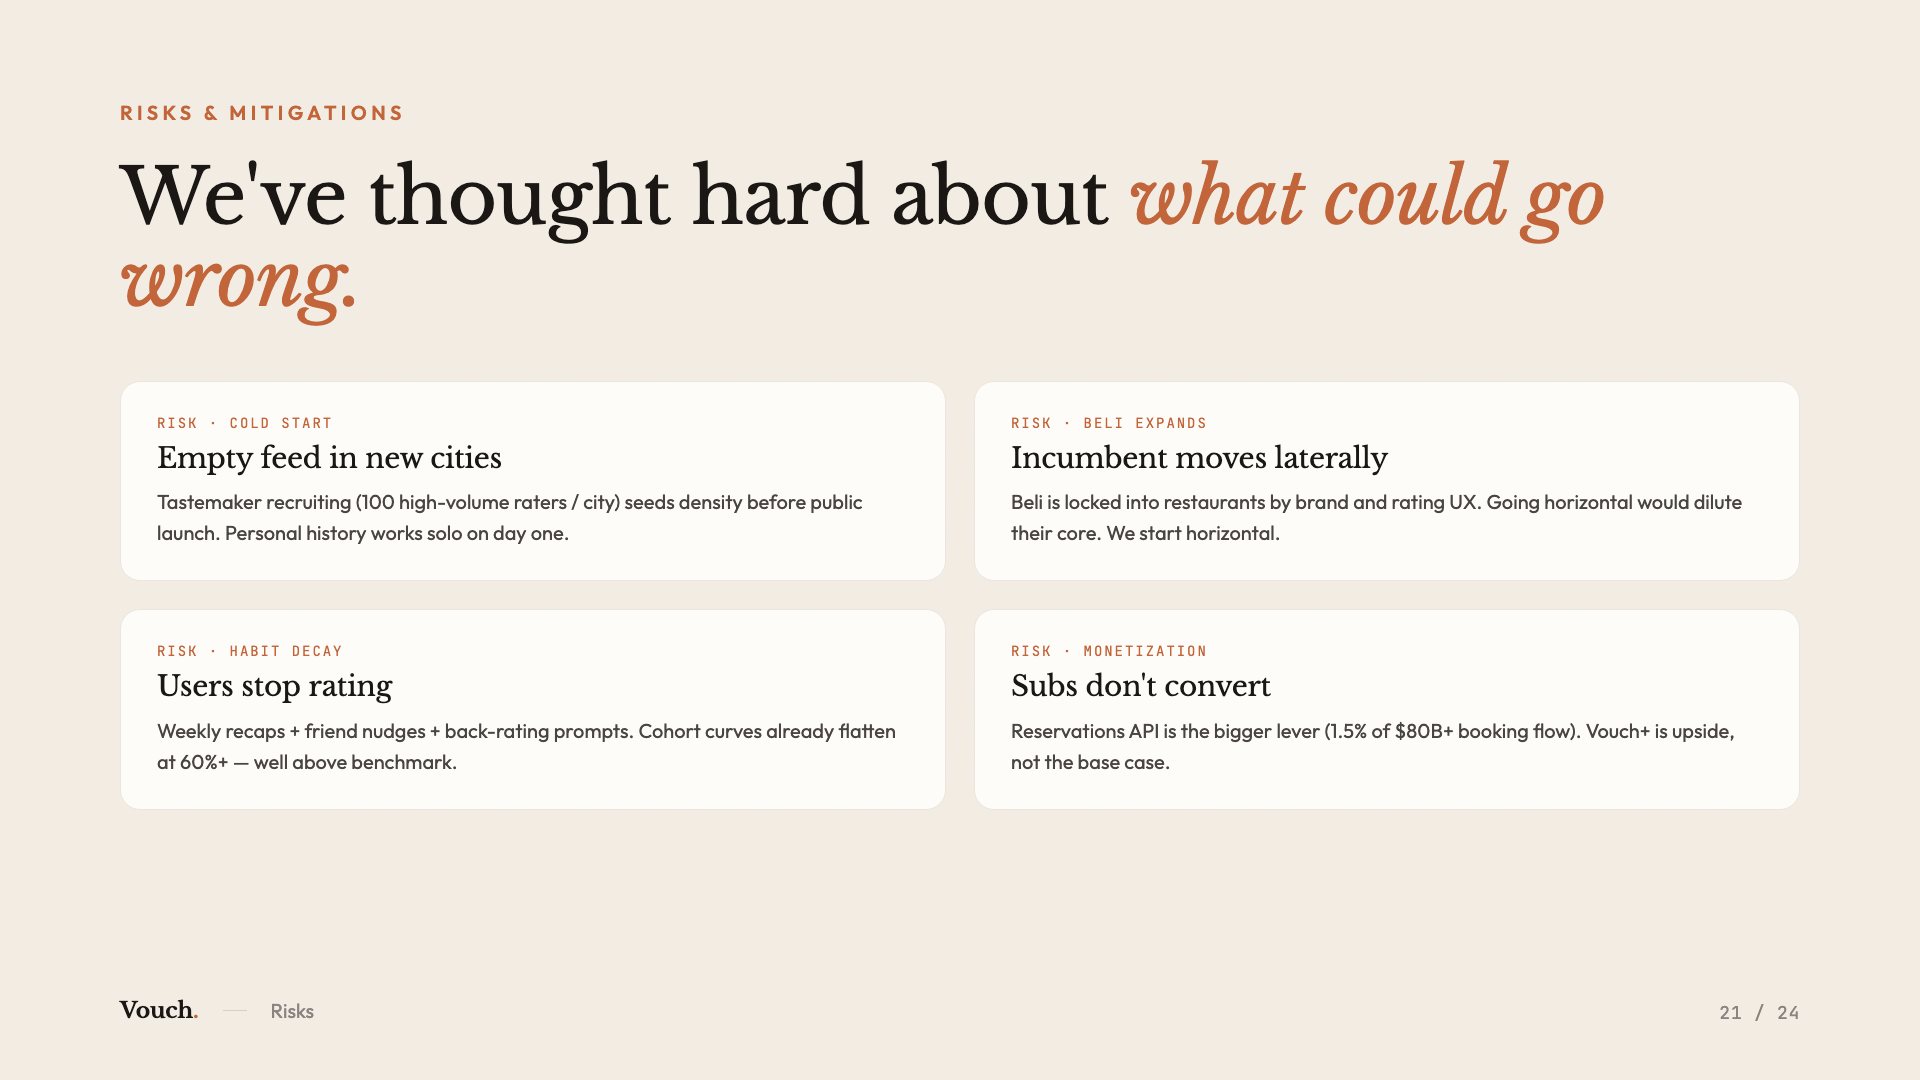 RISKS & MITIGATIONS
We've thought hard about what could go
wrong.
RISK · COLD START
Empty feed in new cities
Tastemaker recruiting (100 high-volume raters / city) seeds density before public
launch. Personal history works solo on day one.
RISK · BELI EXPANDS
Incumbent moves laterally
Beli is locked into restaurants by brand and rating UX. Going horizontal would dilute
their core. We start horizontal.
RISK · HABIT DECAY
Users stop rating
Weekly recaps + friend nudges + back-rating prompts. Cohort curves already flatten
at 60%+ — well above benchmark.
RISK · MONETIZATION
Subs don't convert
Reservations API is the bigger lever (1.5% of $80B+ booking flow). Vouch+ is upside,
not the base case.
Vouch. — Risks
21 / 24